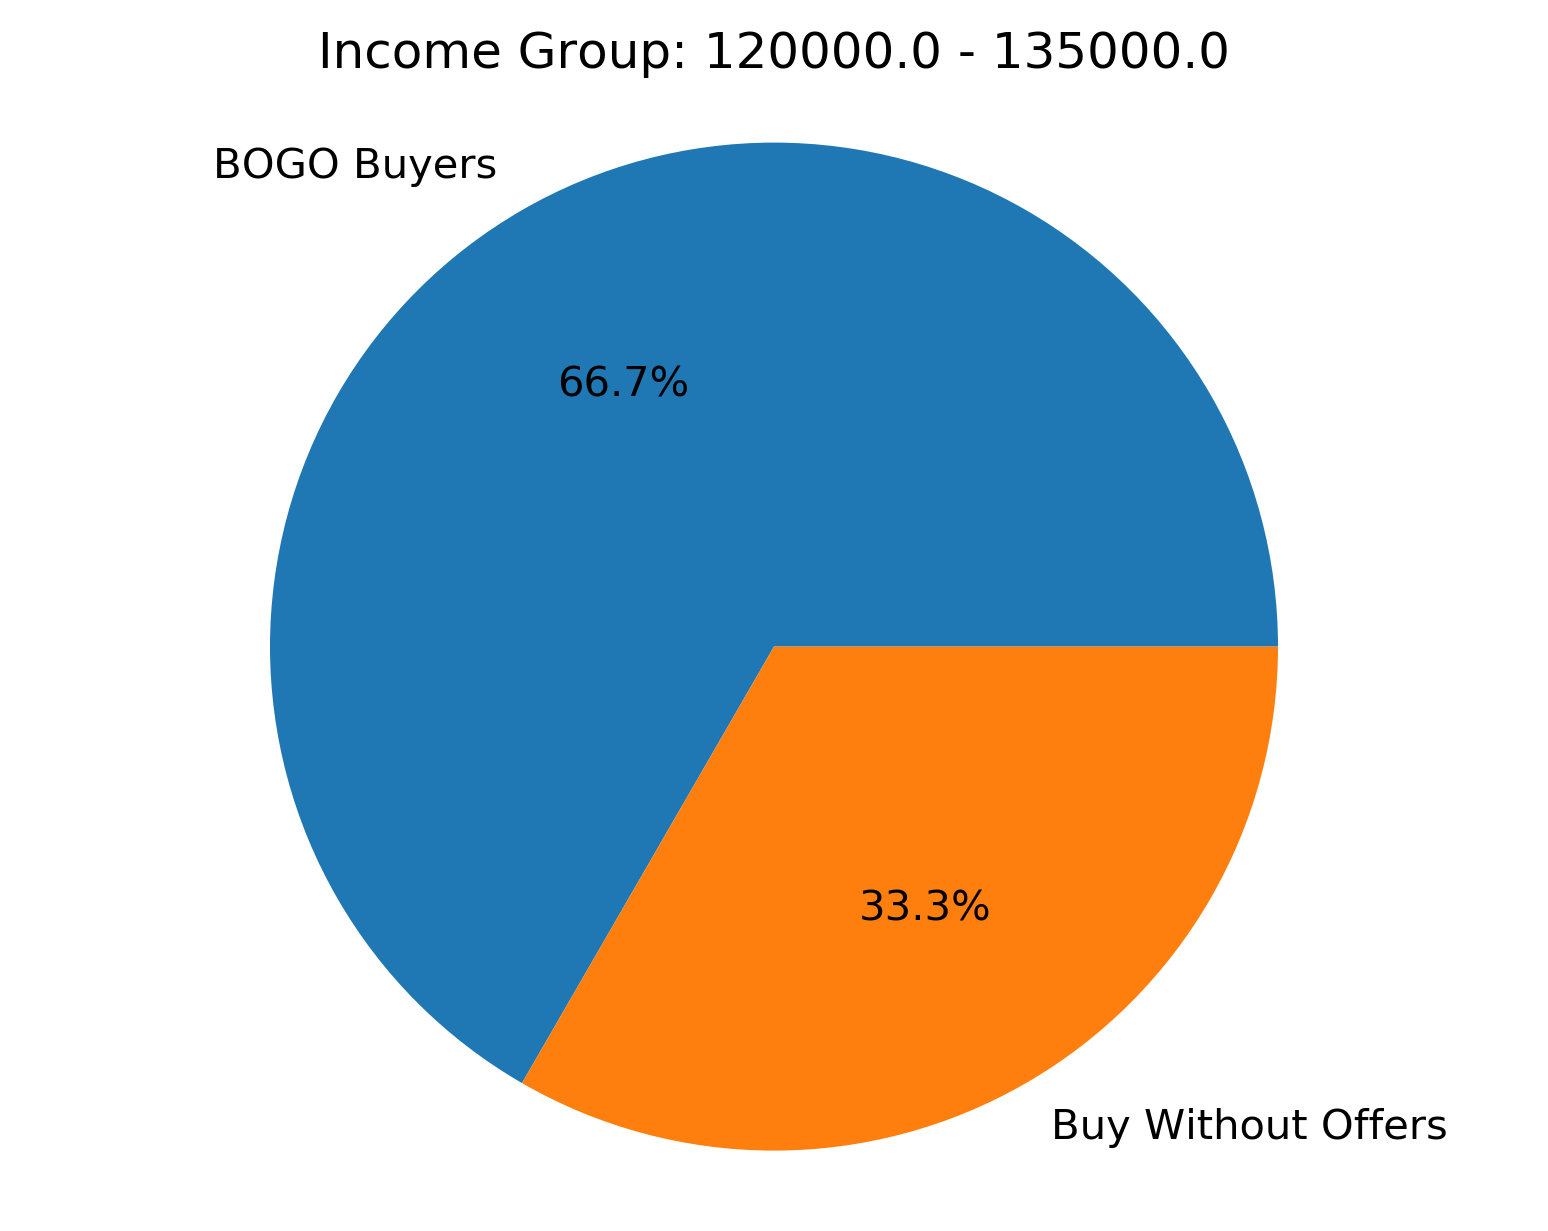 Income Group: 120000.0 - 135000.0
BOGO Buyers
66.7%
33.3%
Buy Without Offers